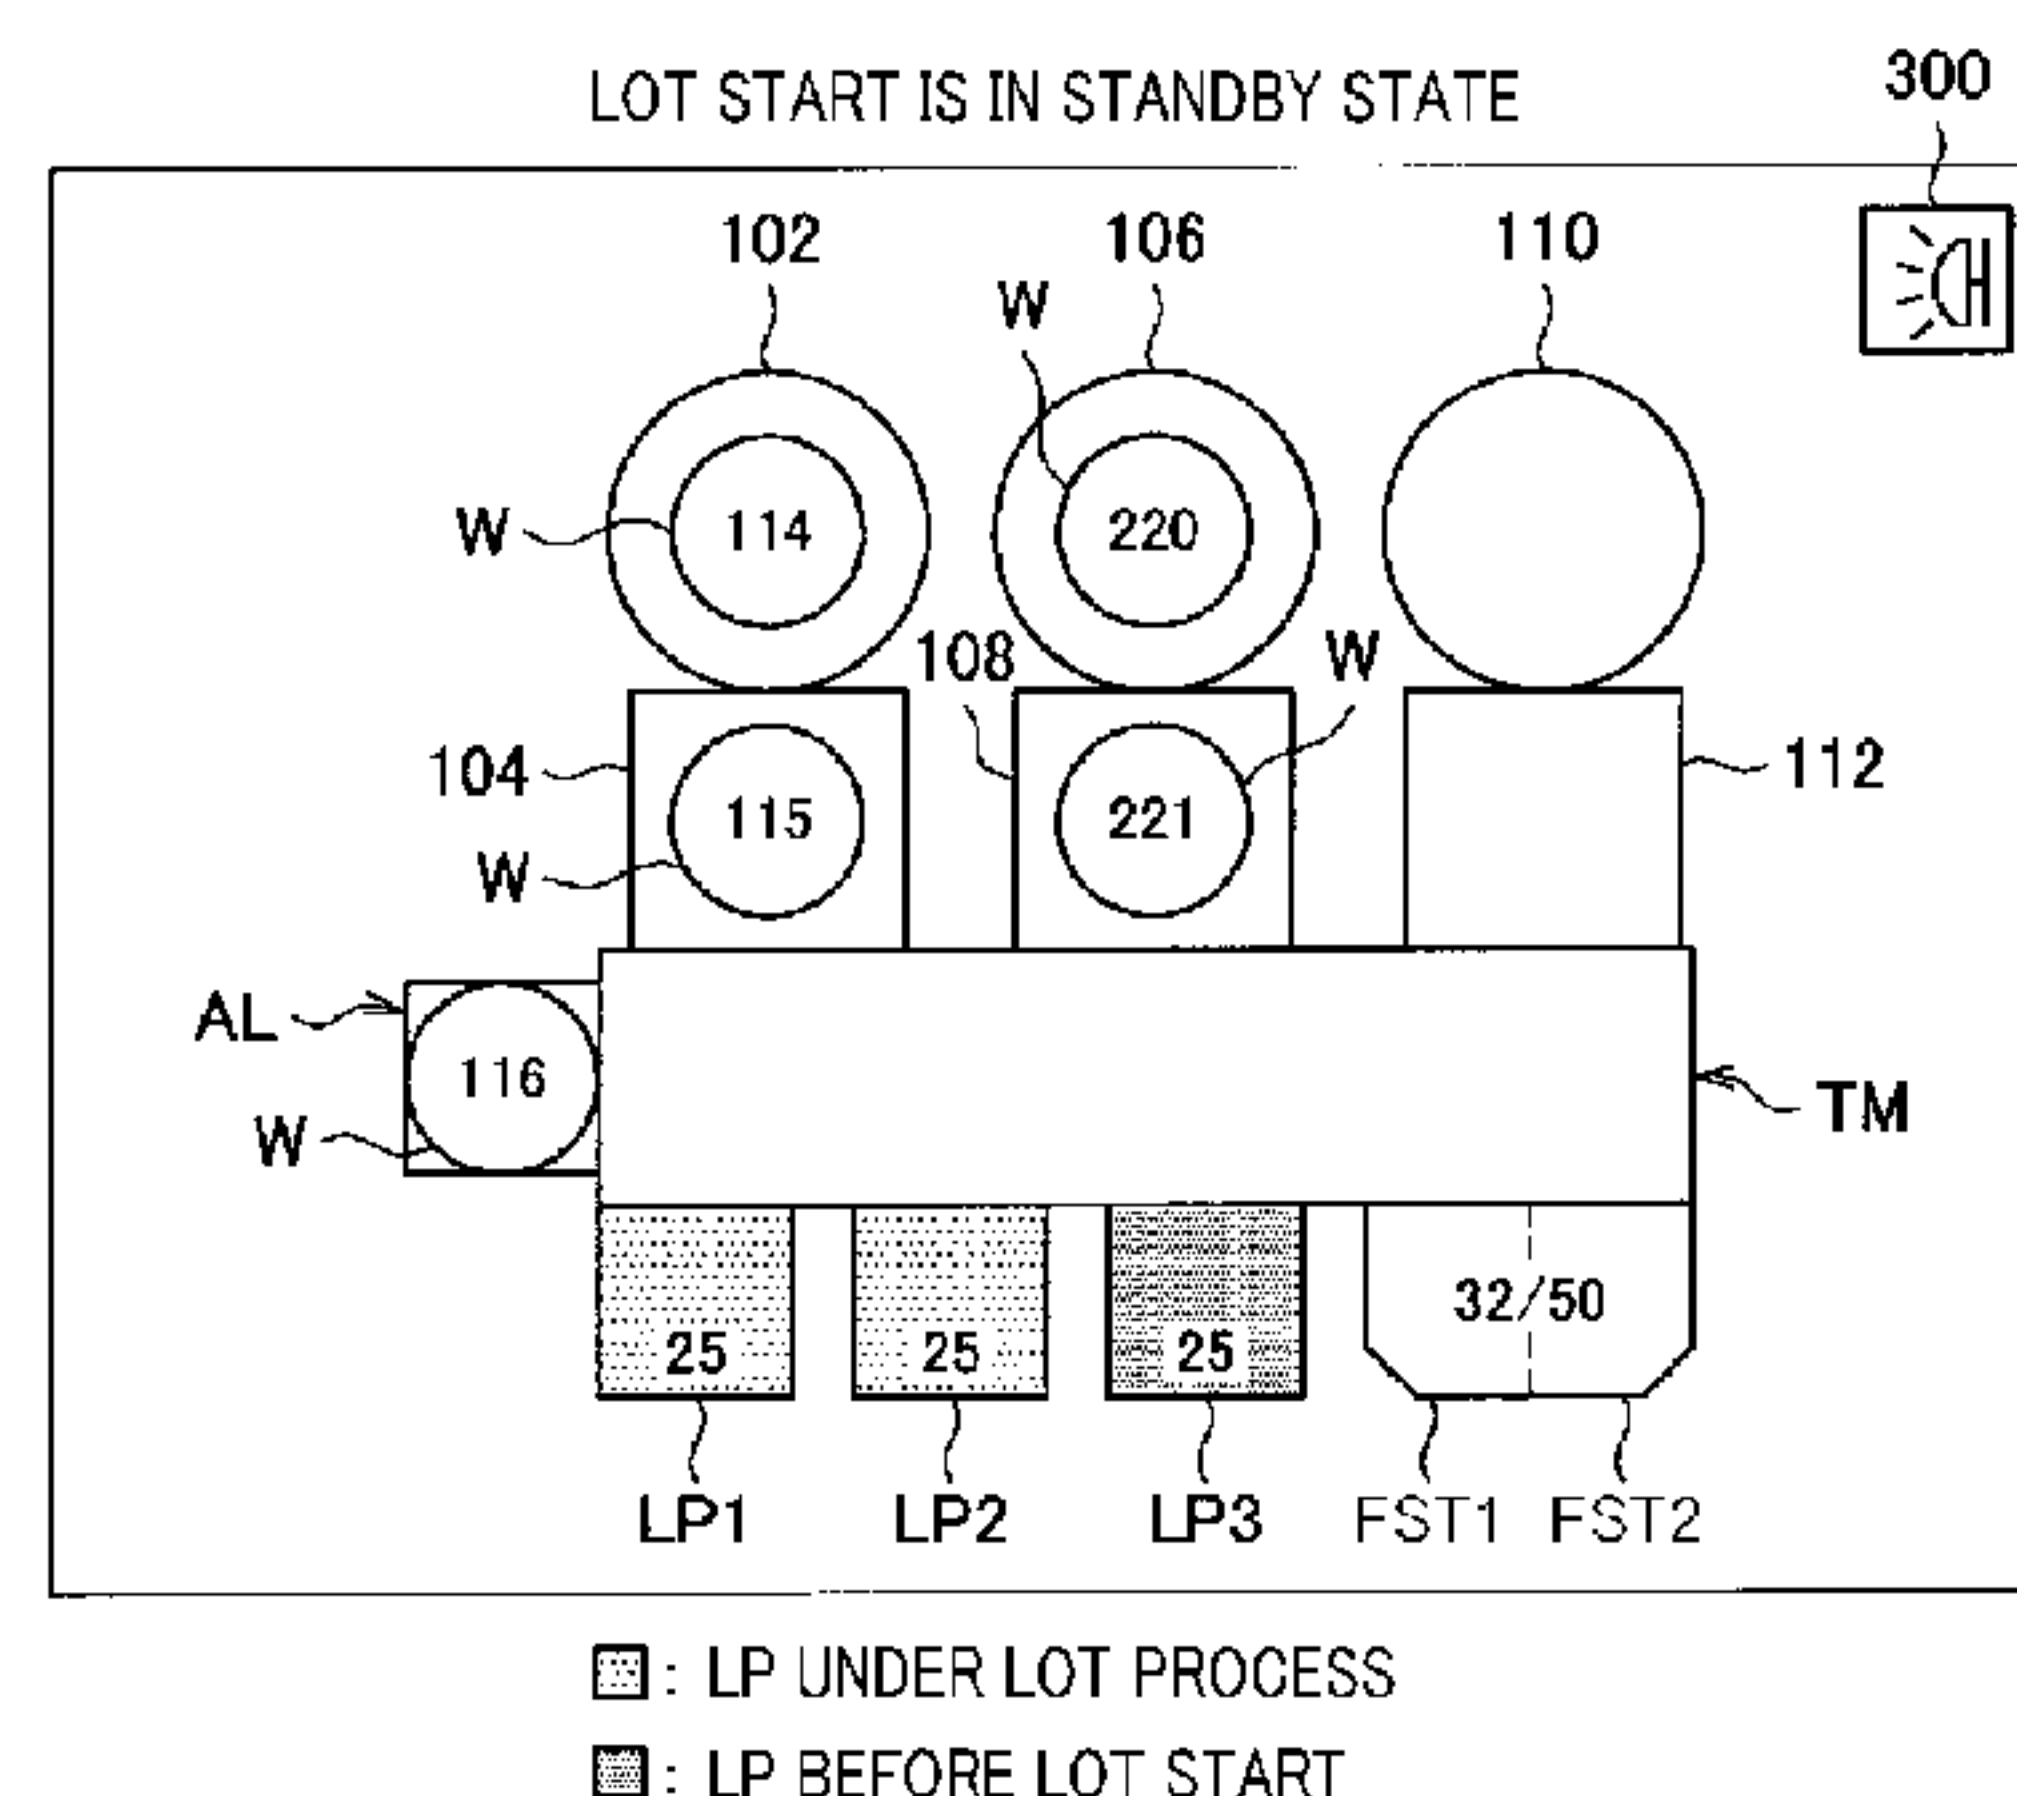 LOT START IS IN STANDBY STATE
300
102 106 110
W
W 114 220
108 W
104 115 221 112
W
AL 116 TM
W
32/50
25 25 25
LP1 LP2 LP3 FST1 FST2
: LP UNDER LOT PROCESS
: LP BEFORE LOT START